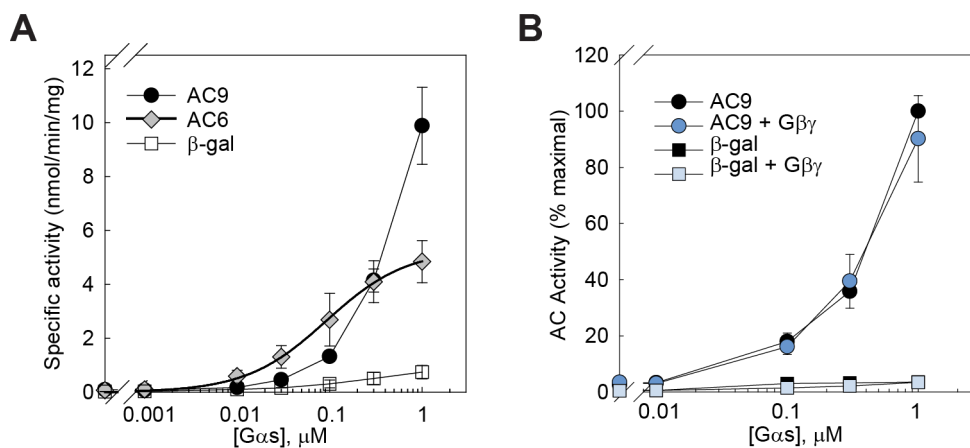 A
B
Specific activity (nmol/min/mg)
12
10
8
6
4
2
0
AC9
AC6
β-gal
0.001
0.01
0.1
1
[Gαs], μM
AC Activity (% maximal)
120
100
80
60
40
20
0
AC9
AC9 + Gβγ
β-gal
β-gal + Gβγ
0.01
0.1
1
[Gαs], μM